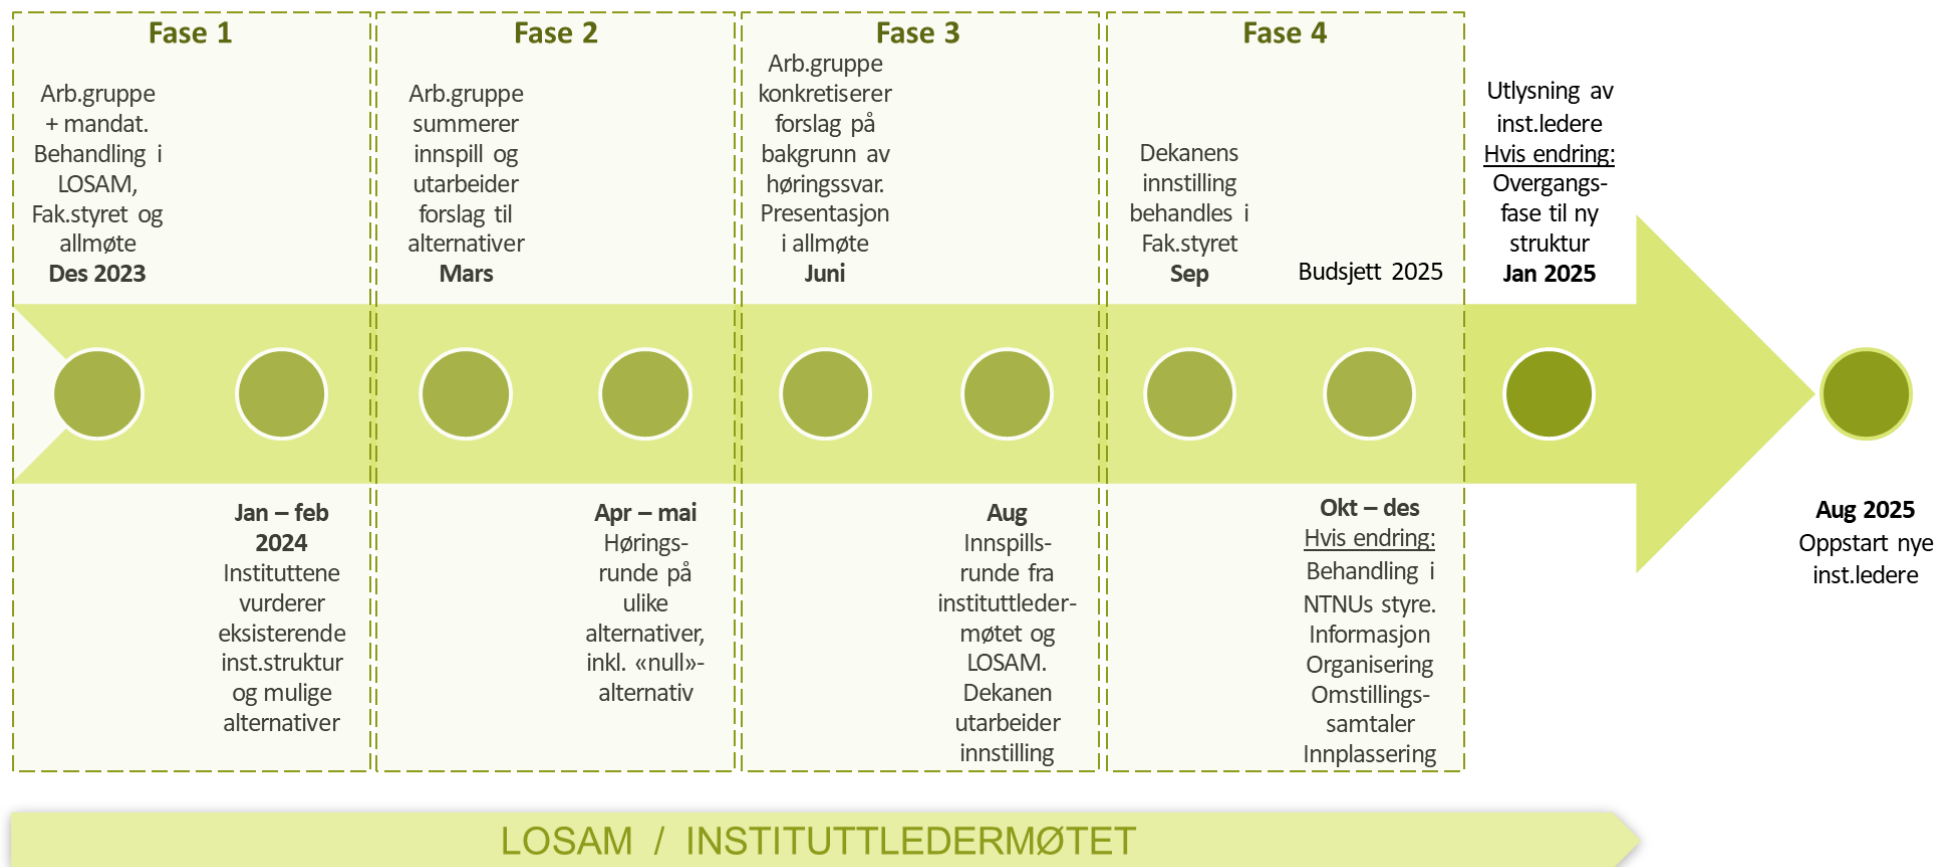 Fase 1
Arb.gruppe
+ mandat.
Behandling i
LOSAM,
Fak.styret og
allmøte
Des 2023
Jan – feb
2024
Instituttene
vurderer
eksisterende
inst.struktur
og mulige
alternativer
Fase 2
Arb.gruppe
summerer
innspill og
utarbeider
forslag til
alternativer
Mars
Apr – mai
Hørings-
runde på
ulike
alternativer,
inkl. «null»-
alternativ
Fase 3
Arb.gruppe
konkretiserer
forslag på
bakgrunn av
høringssvar.
Presentasjon
i allmøte
Juni
Aug
Innspills-
runde fra
instituttleder-
møtet og
LOSAM.
Dekanen
utarbeider
innstilling
Fase 4
Dekanens
innstilling
behandles i
Fak.styret
Sep
Budsjett 2025
Okt – des
Hvis endring:
Behandling i
NTNUs styre.
Informasjon
Organisering
Omstillings-
samtaler
Innplassering
Utlysning av
inst.ledere
Hvis endring:
Overgangs-
fase til ny
struktur
Jan 2025
Aug 2025
Oppstart nye
inst.ledere
LOSAM / INSTITUTTLEDERMØTET